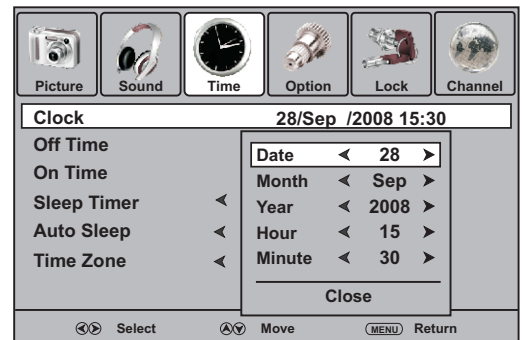 Picture Sound Time Option Lock Channel
Clock 28/Sep /2008 15:30
Off Time
On Time
Sleep Timer
Auto Sleep
Time Zone
Date 28
Month Sep
Year 2008
Hour 15
Minute 30
Close
Select Move MENU Return